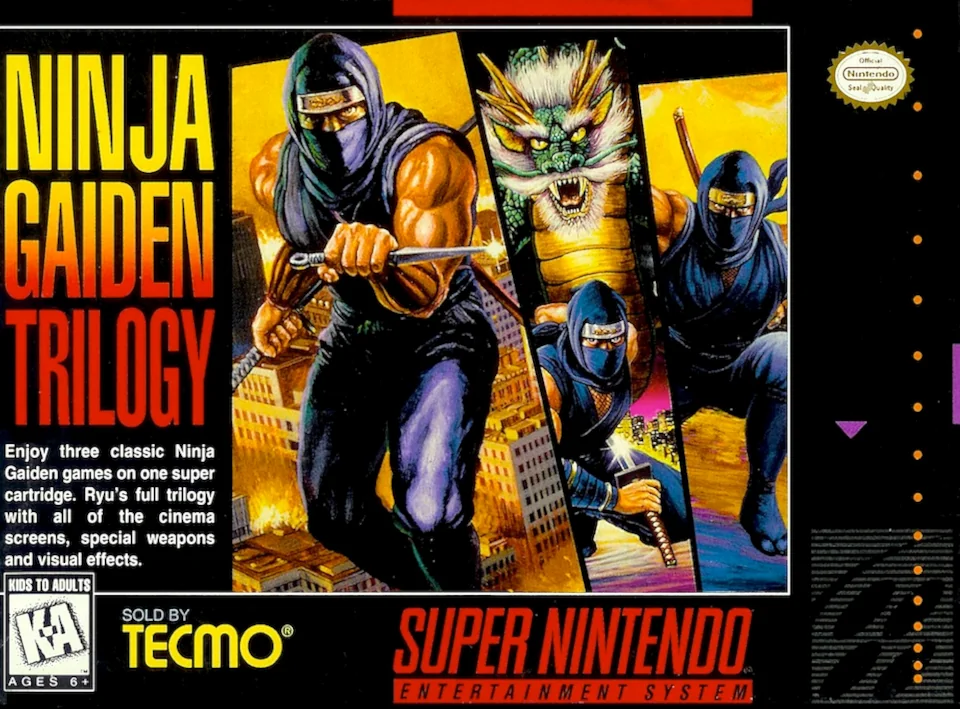 NINJA
GAIDEN
TRILOGY
Enjoy three classic Ninja
Gaiden games on one super
cartridge. Ryu's full trilogy
with all of the cinema
screens, special weapons
and visual effects.
KIDS TO ADULTS
K-A
™
AGES 6+
SOLD BY
TECMO®
Official
Nintendo
Seal of Quality
SUPER NINTENDO
ENTERTAINMENT SYSTEM